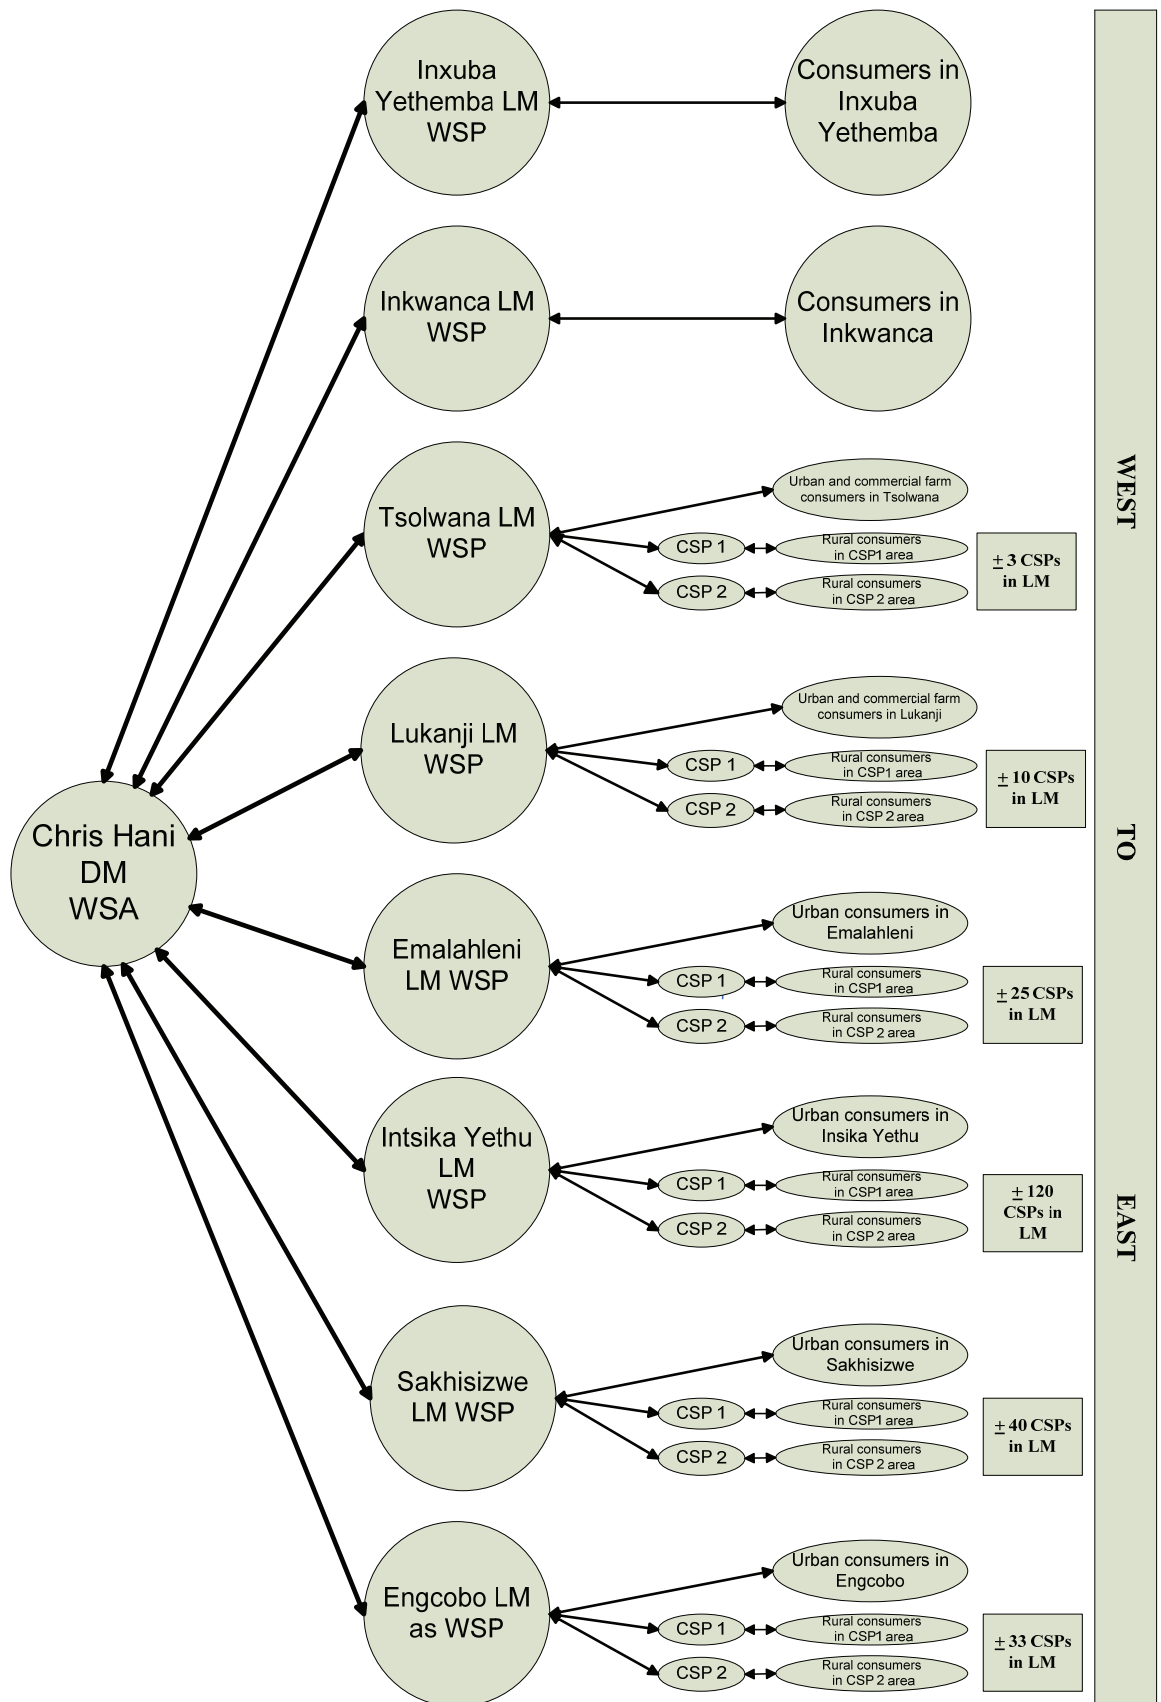 Inxuba
Yethemba LM
WSP
Consumers in
Inxuba
Yethemba
Inkwanca LM
WSP
Consumers in
Inkwanca
Tsolwana LM
WSP
Urban and commercial farm
consumers in Tsolwana
CSP 1
Rural consumers
in CSP1 area
CSP 2
Rural consumers
in CSP 2 area
± 3 CSPs
in LM
Lukanji LM
WSP
Urban and commercial farm
consumers in Lukanji
CSP 1
Rural consumers
in CSP1 area
CSP 2
Rural consumers
in CSP 2 area
± 10 CSPs
in LM
Chris Hani
DM
WSA
Emalahleni
LM WSP
Urban consumers in
Emalahleni
CSP 1
Rural consumers
in CSP1 area
CSP 2
Rural consumers
in CSP 2 area
± 25 CSPs
in LM
Intsika Yethu
LM
WSP
Urban consumers in
Insika Yethu
CSP 1
Rural consumers
in CSP1 area
CSP 2
Rural consumers
in CSP 2 area
± 120
CSPs in
LM
Sakhisizwe
LM WSP
Urban consumers in
Sakhisizwe
CSP 1
Rural consumers
in CSP1 area
CSP 2
Rural consumers
in CSP 2 area
± 40 CSPs
in LM
Engcobo LM
as WSP
Urban consumers in
Engcobo
CSP 1
Rural consumers
in CSP1 area
CSP 2
Rural consumers
in CSP 2 area
± 33 CSPs
in LM
WEST TO EAST